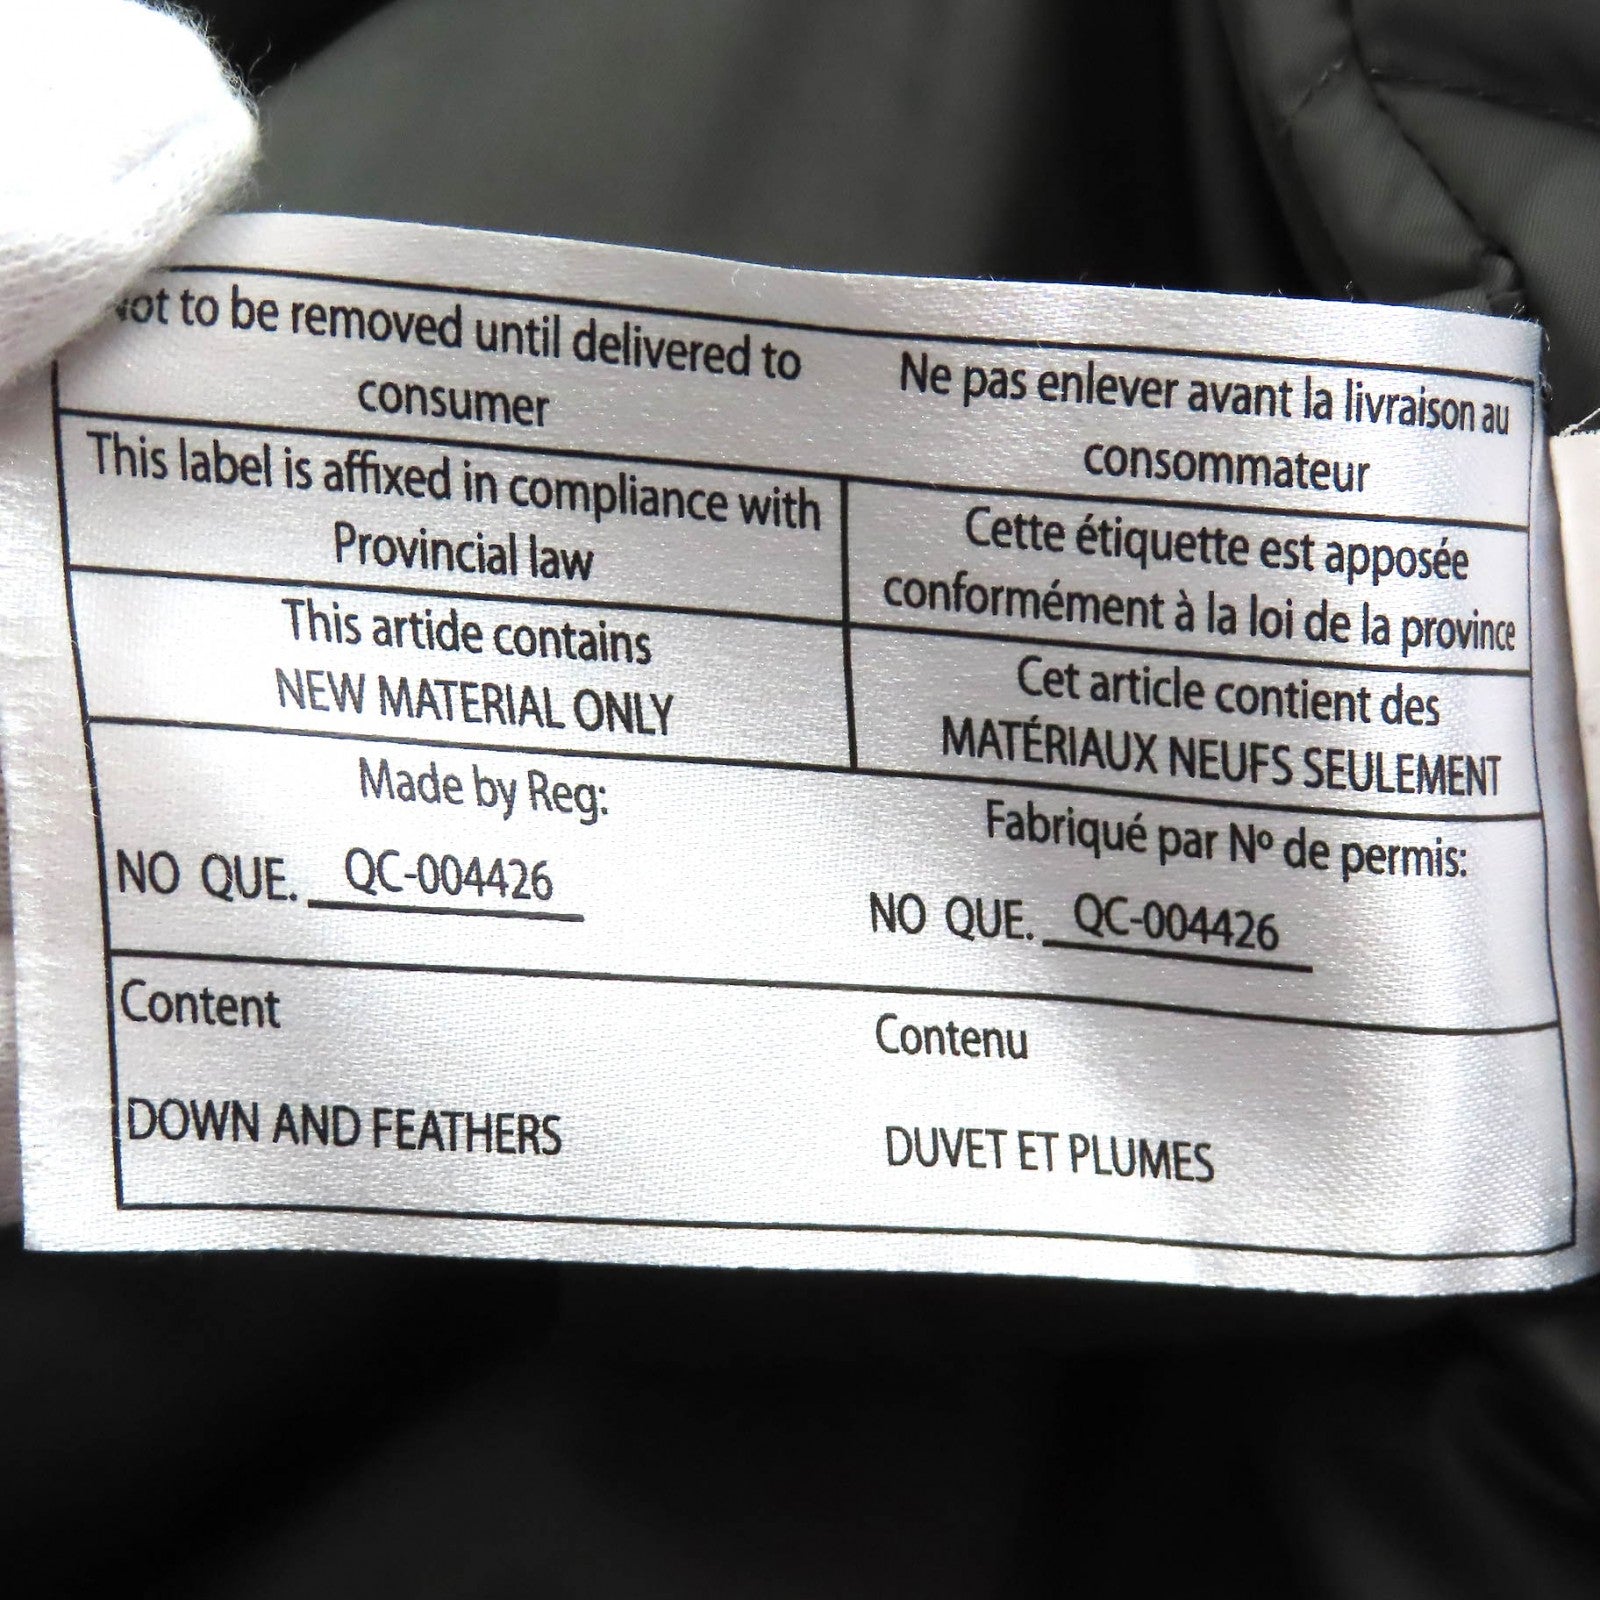 Not to be removed until delivered to
consumer
Ne pas enlever avant la livraison au
consommateur
This label is affixed in compliance with
Provincial law
Cette étiquette est apposée
conformément à la loi de la province
This artide contains
NEW MATERIAL ONLY
Cet article contient des
MATÉRIAUX NEUFS SEULEMENT
Made by Reg:
NO QUE. QC-004426
Fabriqué par Nº de permis:
NO QUE. QC-004426
Content
DOWN AND FEATHERS
Contenu
DUVET ET PLUMES